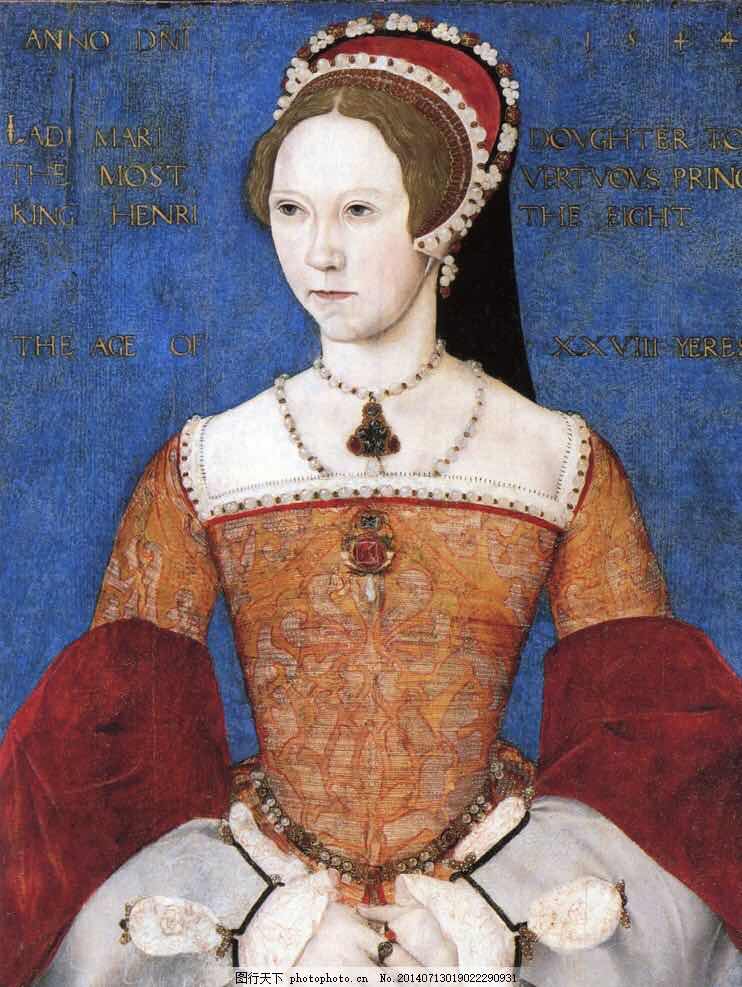 ANNO DNI 1544
LADI MARI DOVGHTER TO
THE MOST VERTVOVS PRINC
KING HENRI THE EIGHT
THE AGE OF XXVIII YERES
图行天下 photophoto.cn No.20140713019022290931